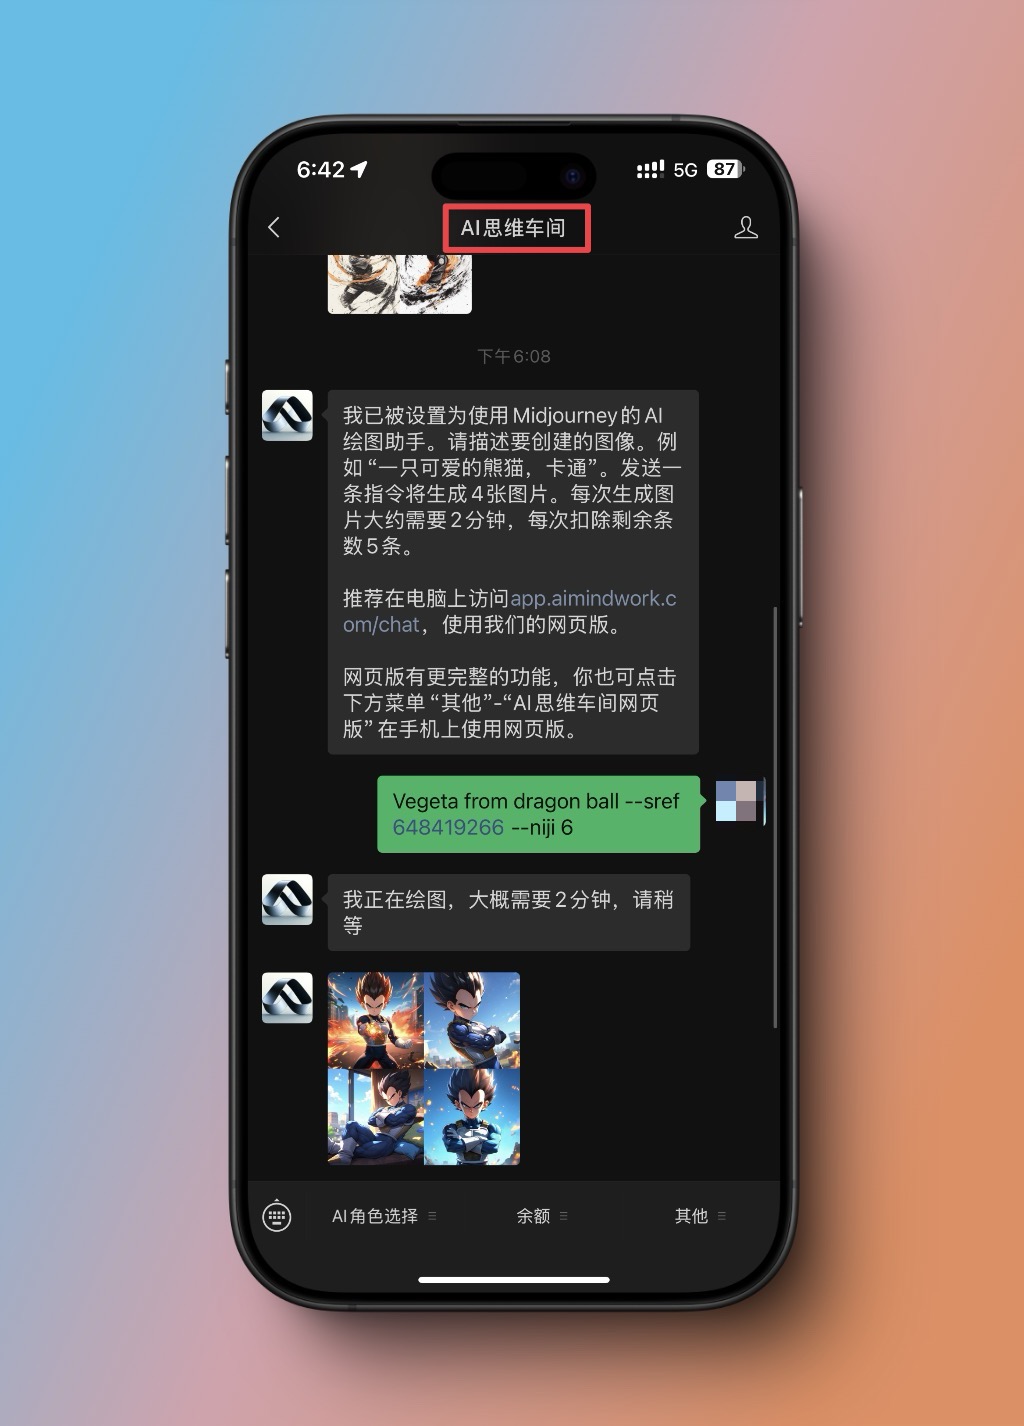 6:42
5G
87
AI思维车间
下午6:08
我已被设置为使用Midjourney的AI
绘图助手。请描述要创建的图像。例
如“一只可爱的熊猫，卡通”。发送一
条指令将生成4张图片。每次生成图
片大约需要2分钟，每次扣除剩余条
数5条。
推荐在电脑上访问app.aimindwork.c
om/chat，使用我们的网页版。
网页版有更完整的功能，你也可点击
下方菜单“其他”-“AI思维车间网页
版”在手机上使用网页版。
Vegeta from dragon ball --sref
648419266 --niji 6
我正在绘图，大概需要2分钟，请稍
等
AI角色选择
余额
其他